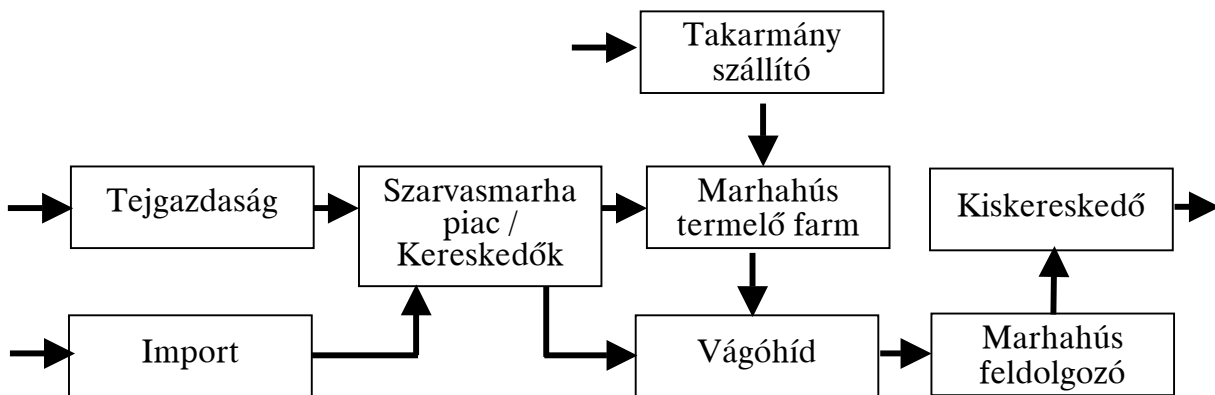 Takarmány
szállító
Tejgazdaság
Szarvasmarha
piac /
Kereskedők
Marhahús
termelő farm
Kiskereskedő
Import
Vágóhíd
Marhahús
feldolgozó